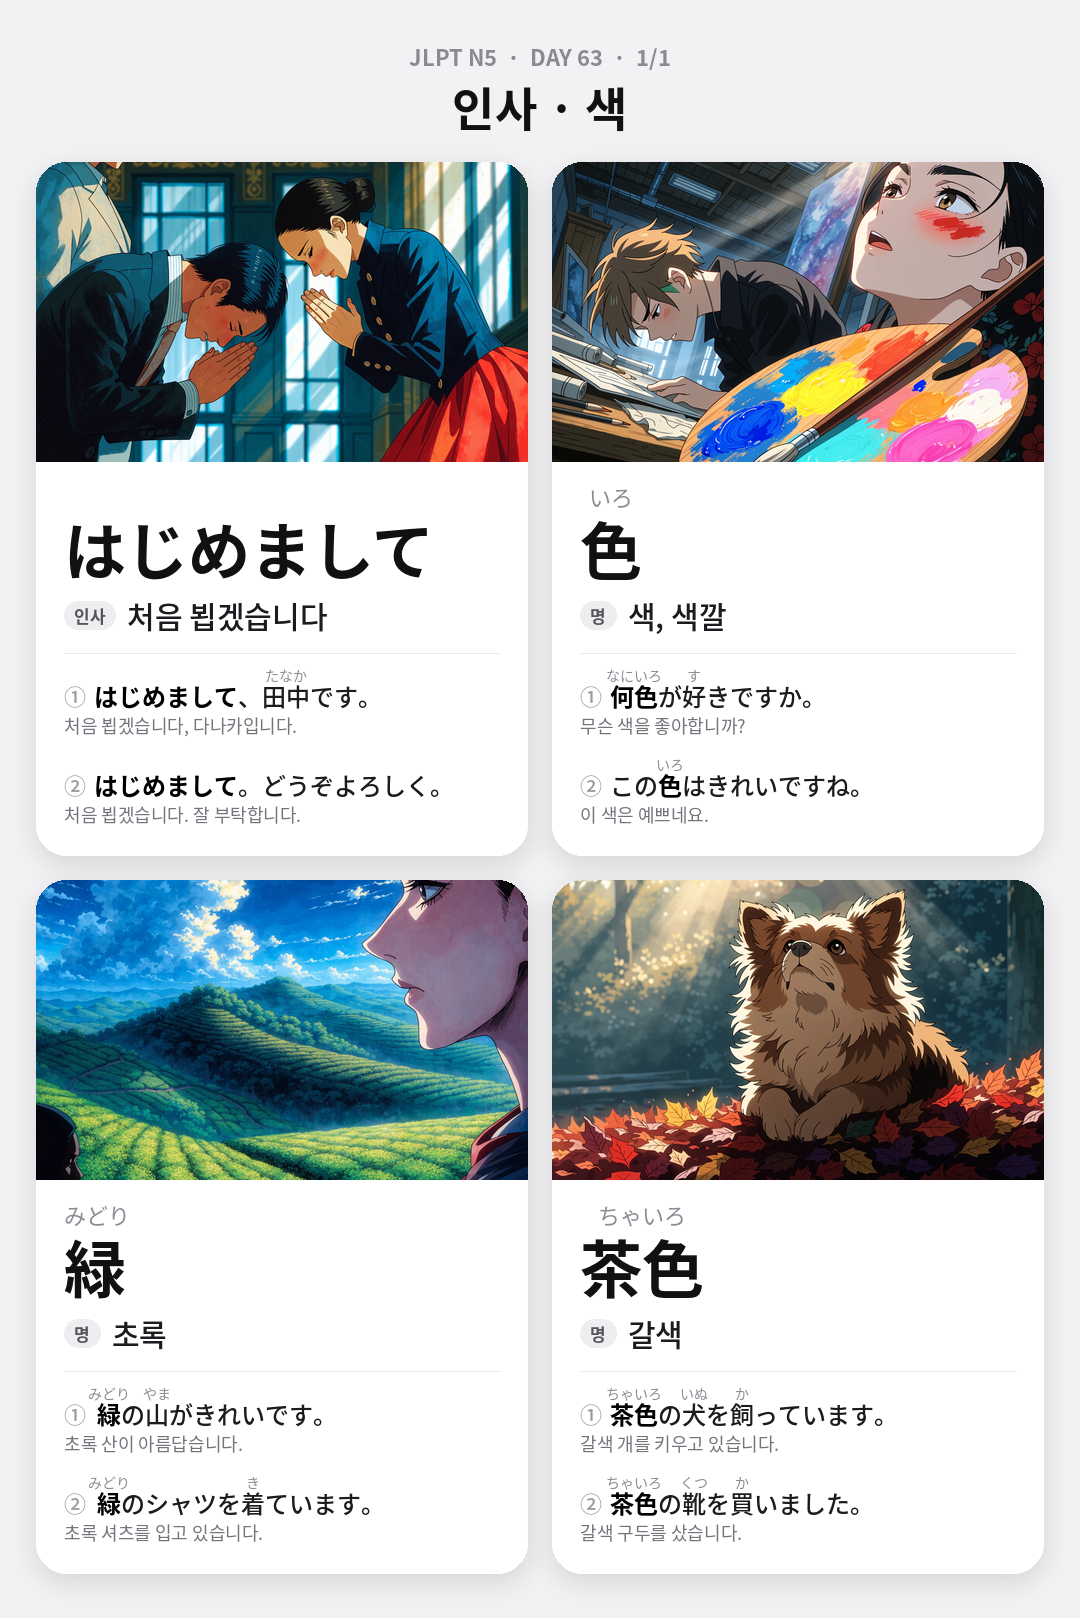 JLPT N5 · DAY 63 · 1/1
인사 · 색
はじめまして
인사 처음 뵙겠습니다
たなか
① はじめまして、田中です。
처음 뵙겠습니다, 다나카입니다.
② はじめまして。どうぞよろしく。
처음 뵙겠습니다. 잘 부탁합니다.
いろ
色
명 색, 색깔
なにいろ す
① 何色が好きですか。
무슨 색을 좋아합니까?
いろ
② この色はきれいですね。
이 색은 예쁘네요.
みどり
緑
명 초록
みどり やま
① 緑の山がきれいです。
초록 산이 아름답습니다.
みどり き
② 緑のシャツを着ています。
초록 셔츠를 입고 있습니다.
ちゃいろ
茶色
명 갈색
ちゃいろ いぬ か
① 茶色の犬を飼っています。
갈색 개를 키우고 있습니다.
ちゃいろ くつ か
② 茶色の靴を買いました。
갈색 구두를 샀습니다.